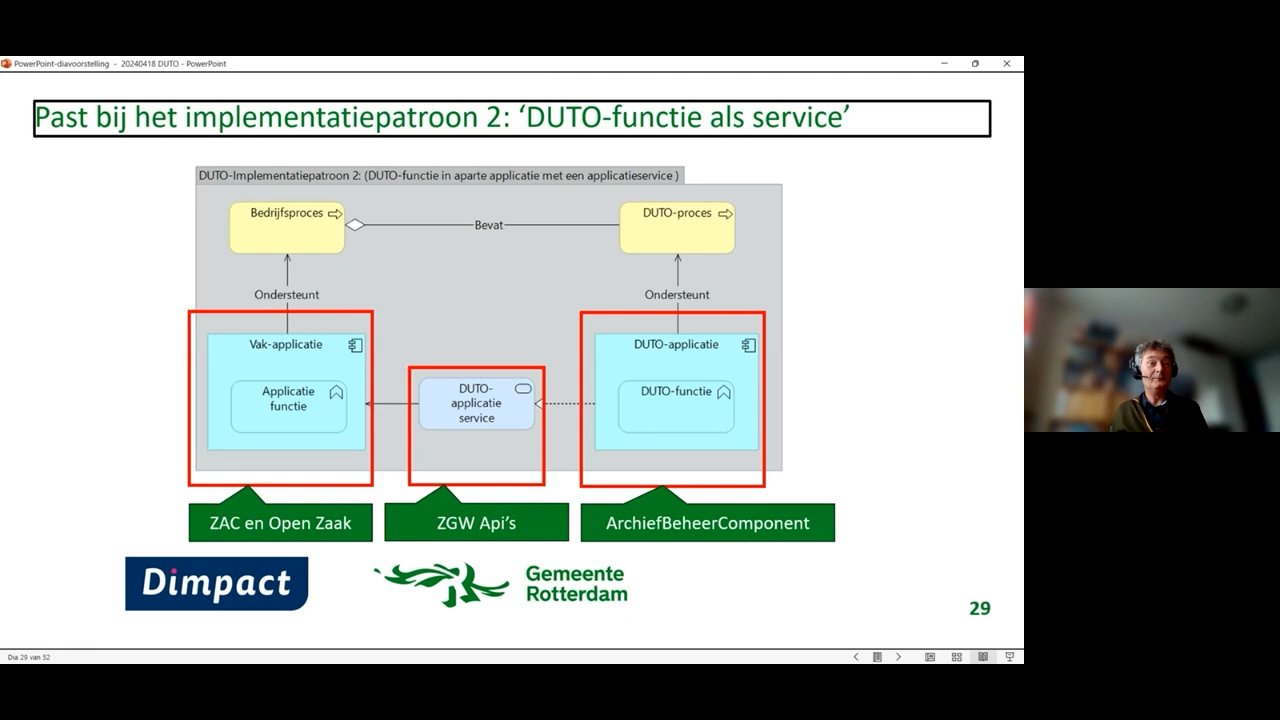 PowerPoint-diavoorstelling - 20240418 DUTO - PowerPoint
Past bij het implementatiepatroon 2: ‘DUTO-functie als service’
DUTO-Implementatiepatroon 2: (DUTO-functie in aparte applicatie met een applicatieservice )
Bedrijfsproces
Bevat
DUTO-proces
Ondersteunt
Ondersteunt
Vak-applicatie
Applicatie
functie
DUTO-
applicatie
service
DUTO-applicatie
DUTO-functie
ZAC en Open Zaak
ZGW Api’s
ArchiefBeheerComponent
Dimpact
Gemeente
Rotterdam
29
Dia 29 van 52